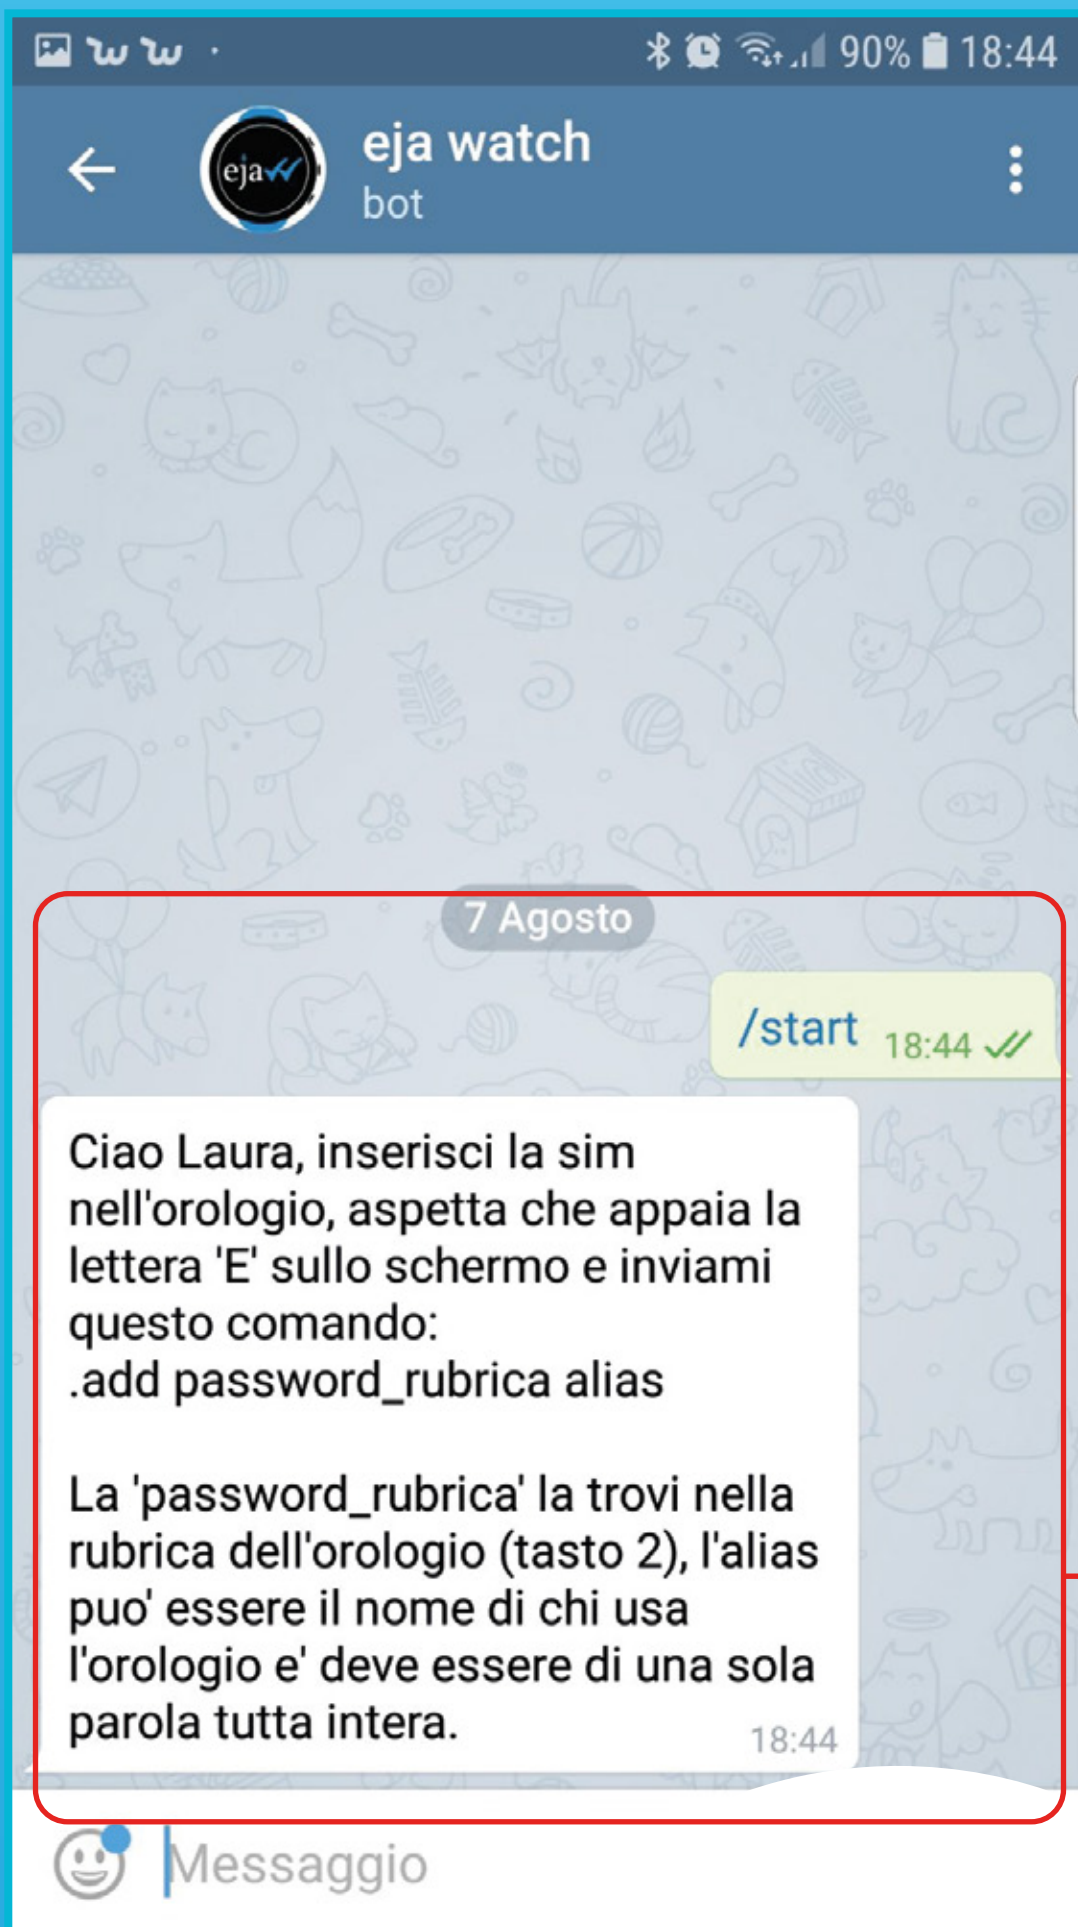 90% 18:44
eja
eja watch
bot
7 Agosto
/start 18:44
Ciao Laura, inserisci la sim
nell'orologio, aspetta che appaia la
lettera 'E' sullo schermo e inviami
questo comando:
.add password_rubrica alias
La 'password_rubrica' la trovi nella
rubrica dell'orologio (tasto 2), l'alias
puo' essere il nome di chi usa
l'orologio e' deve essere di una sola
parola tutta intera.
18:44
Messaggio